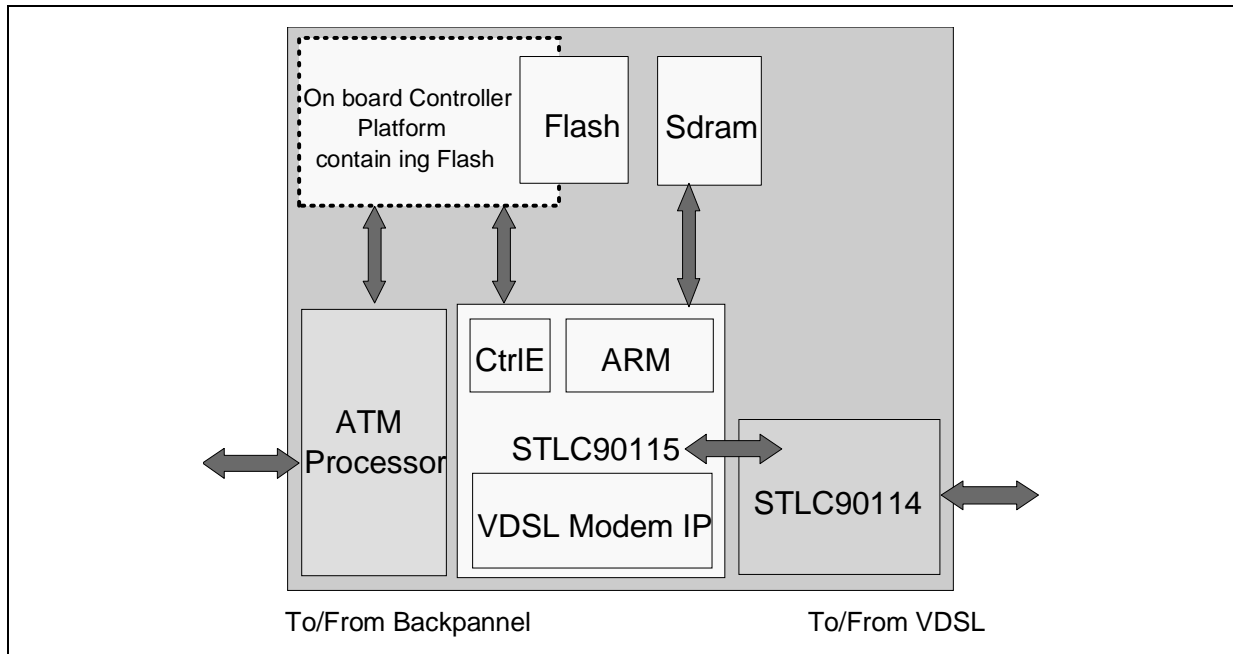 On board Controller
Platform
contain ing Flash
Flash
Sdram
CtrlE
ARM
ATM
Processor
STLC90115
VDSL Modem IP
STLC90114
To/From Backpannel
To/From VDSL